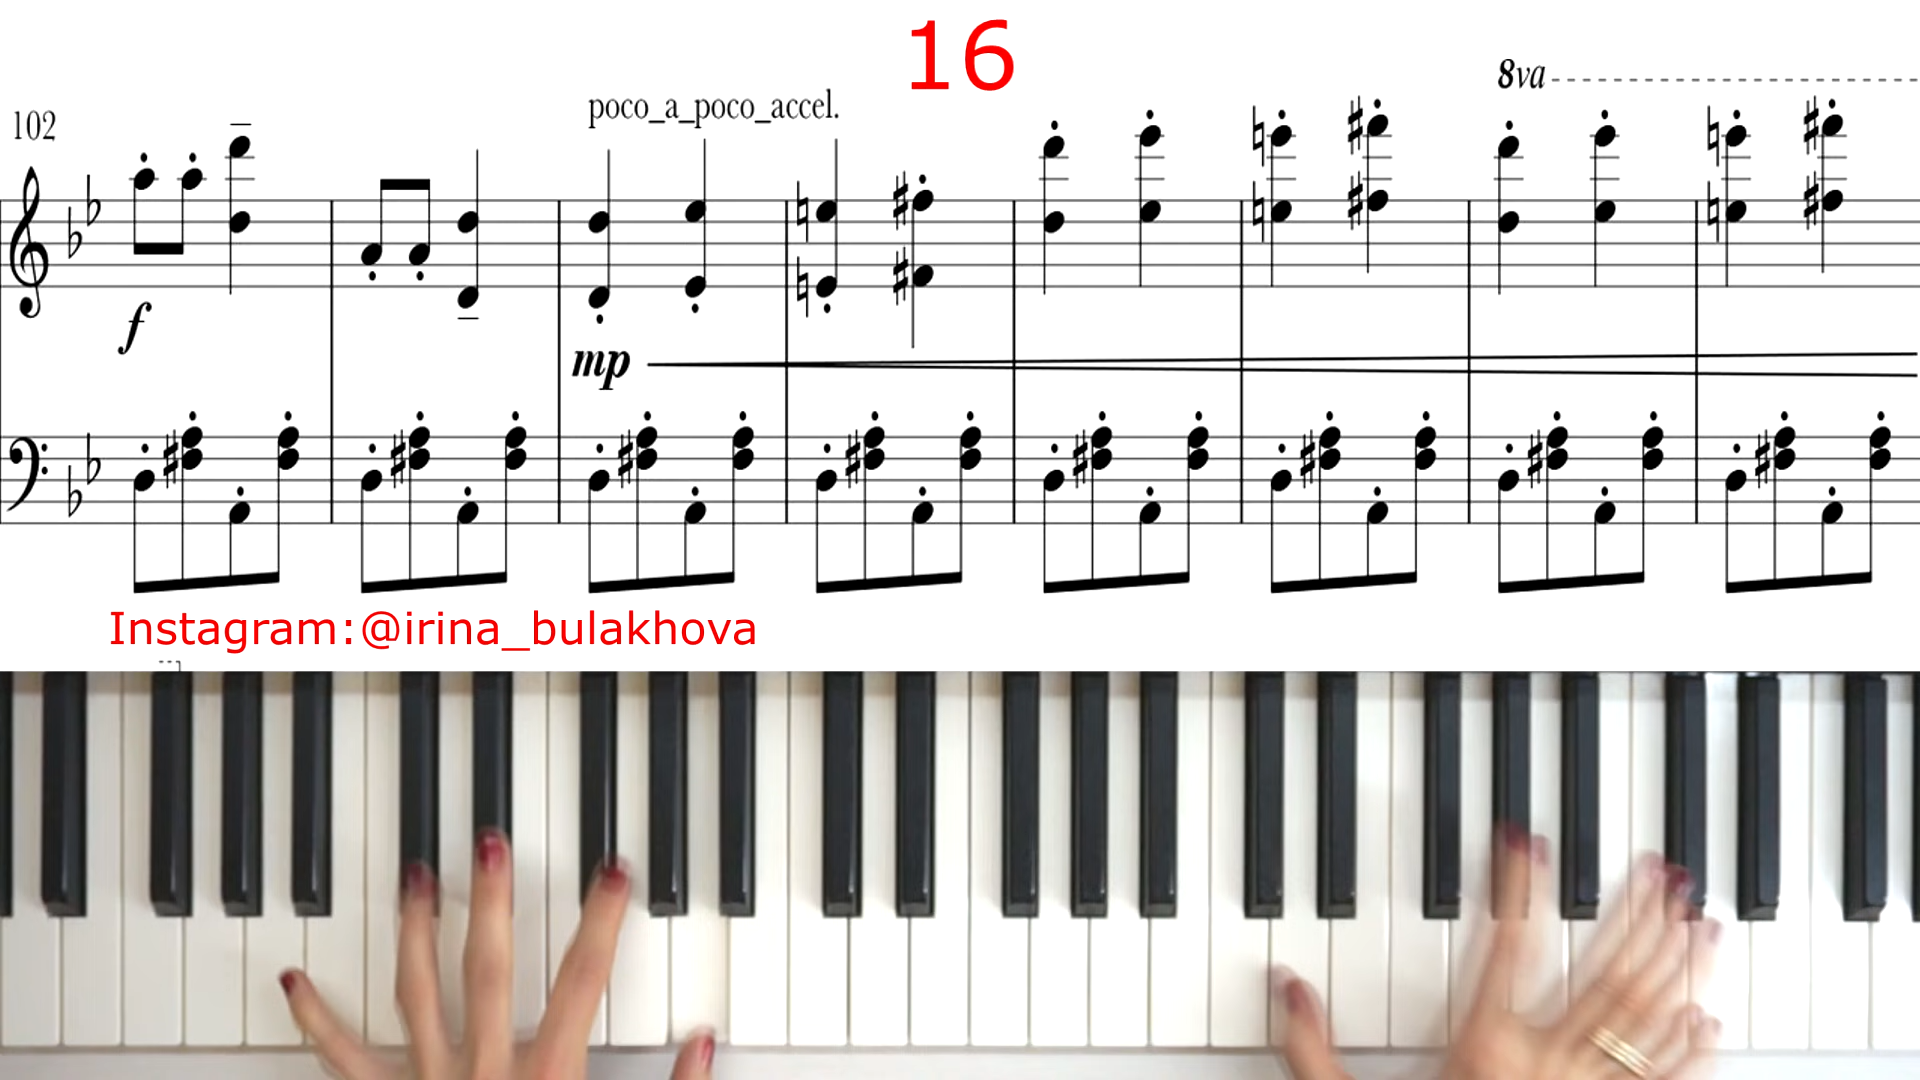 16
8va
102
poco_a_poco_accel.
f
mp
Instagram:@irina_bulakhova